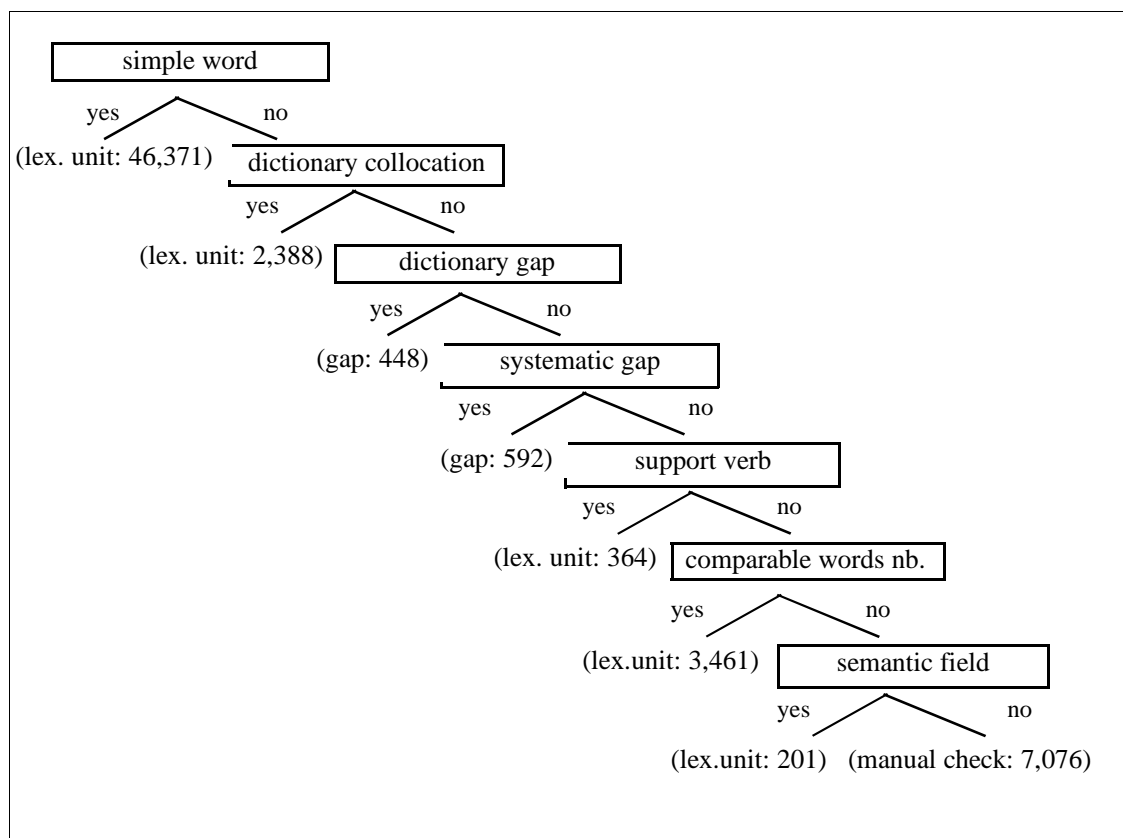 simple word
yes no
(lex. unit: 46,371) dictionary collocation
yes no
(lex. unit: 2,388) dictionary gap
yes no
(gap: 448) systematic gap
yes no
(gap: 592) support verb
yes no
(lex. unit: 364) comparable words nb.
yes no
(lex.unit: 3,461) semantic field
yes no
(lex.unit: 201) (manual check: 7,076)